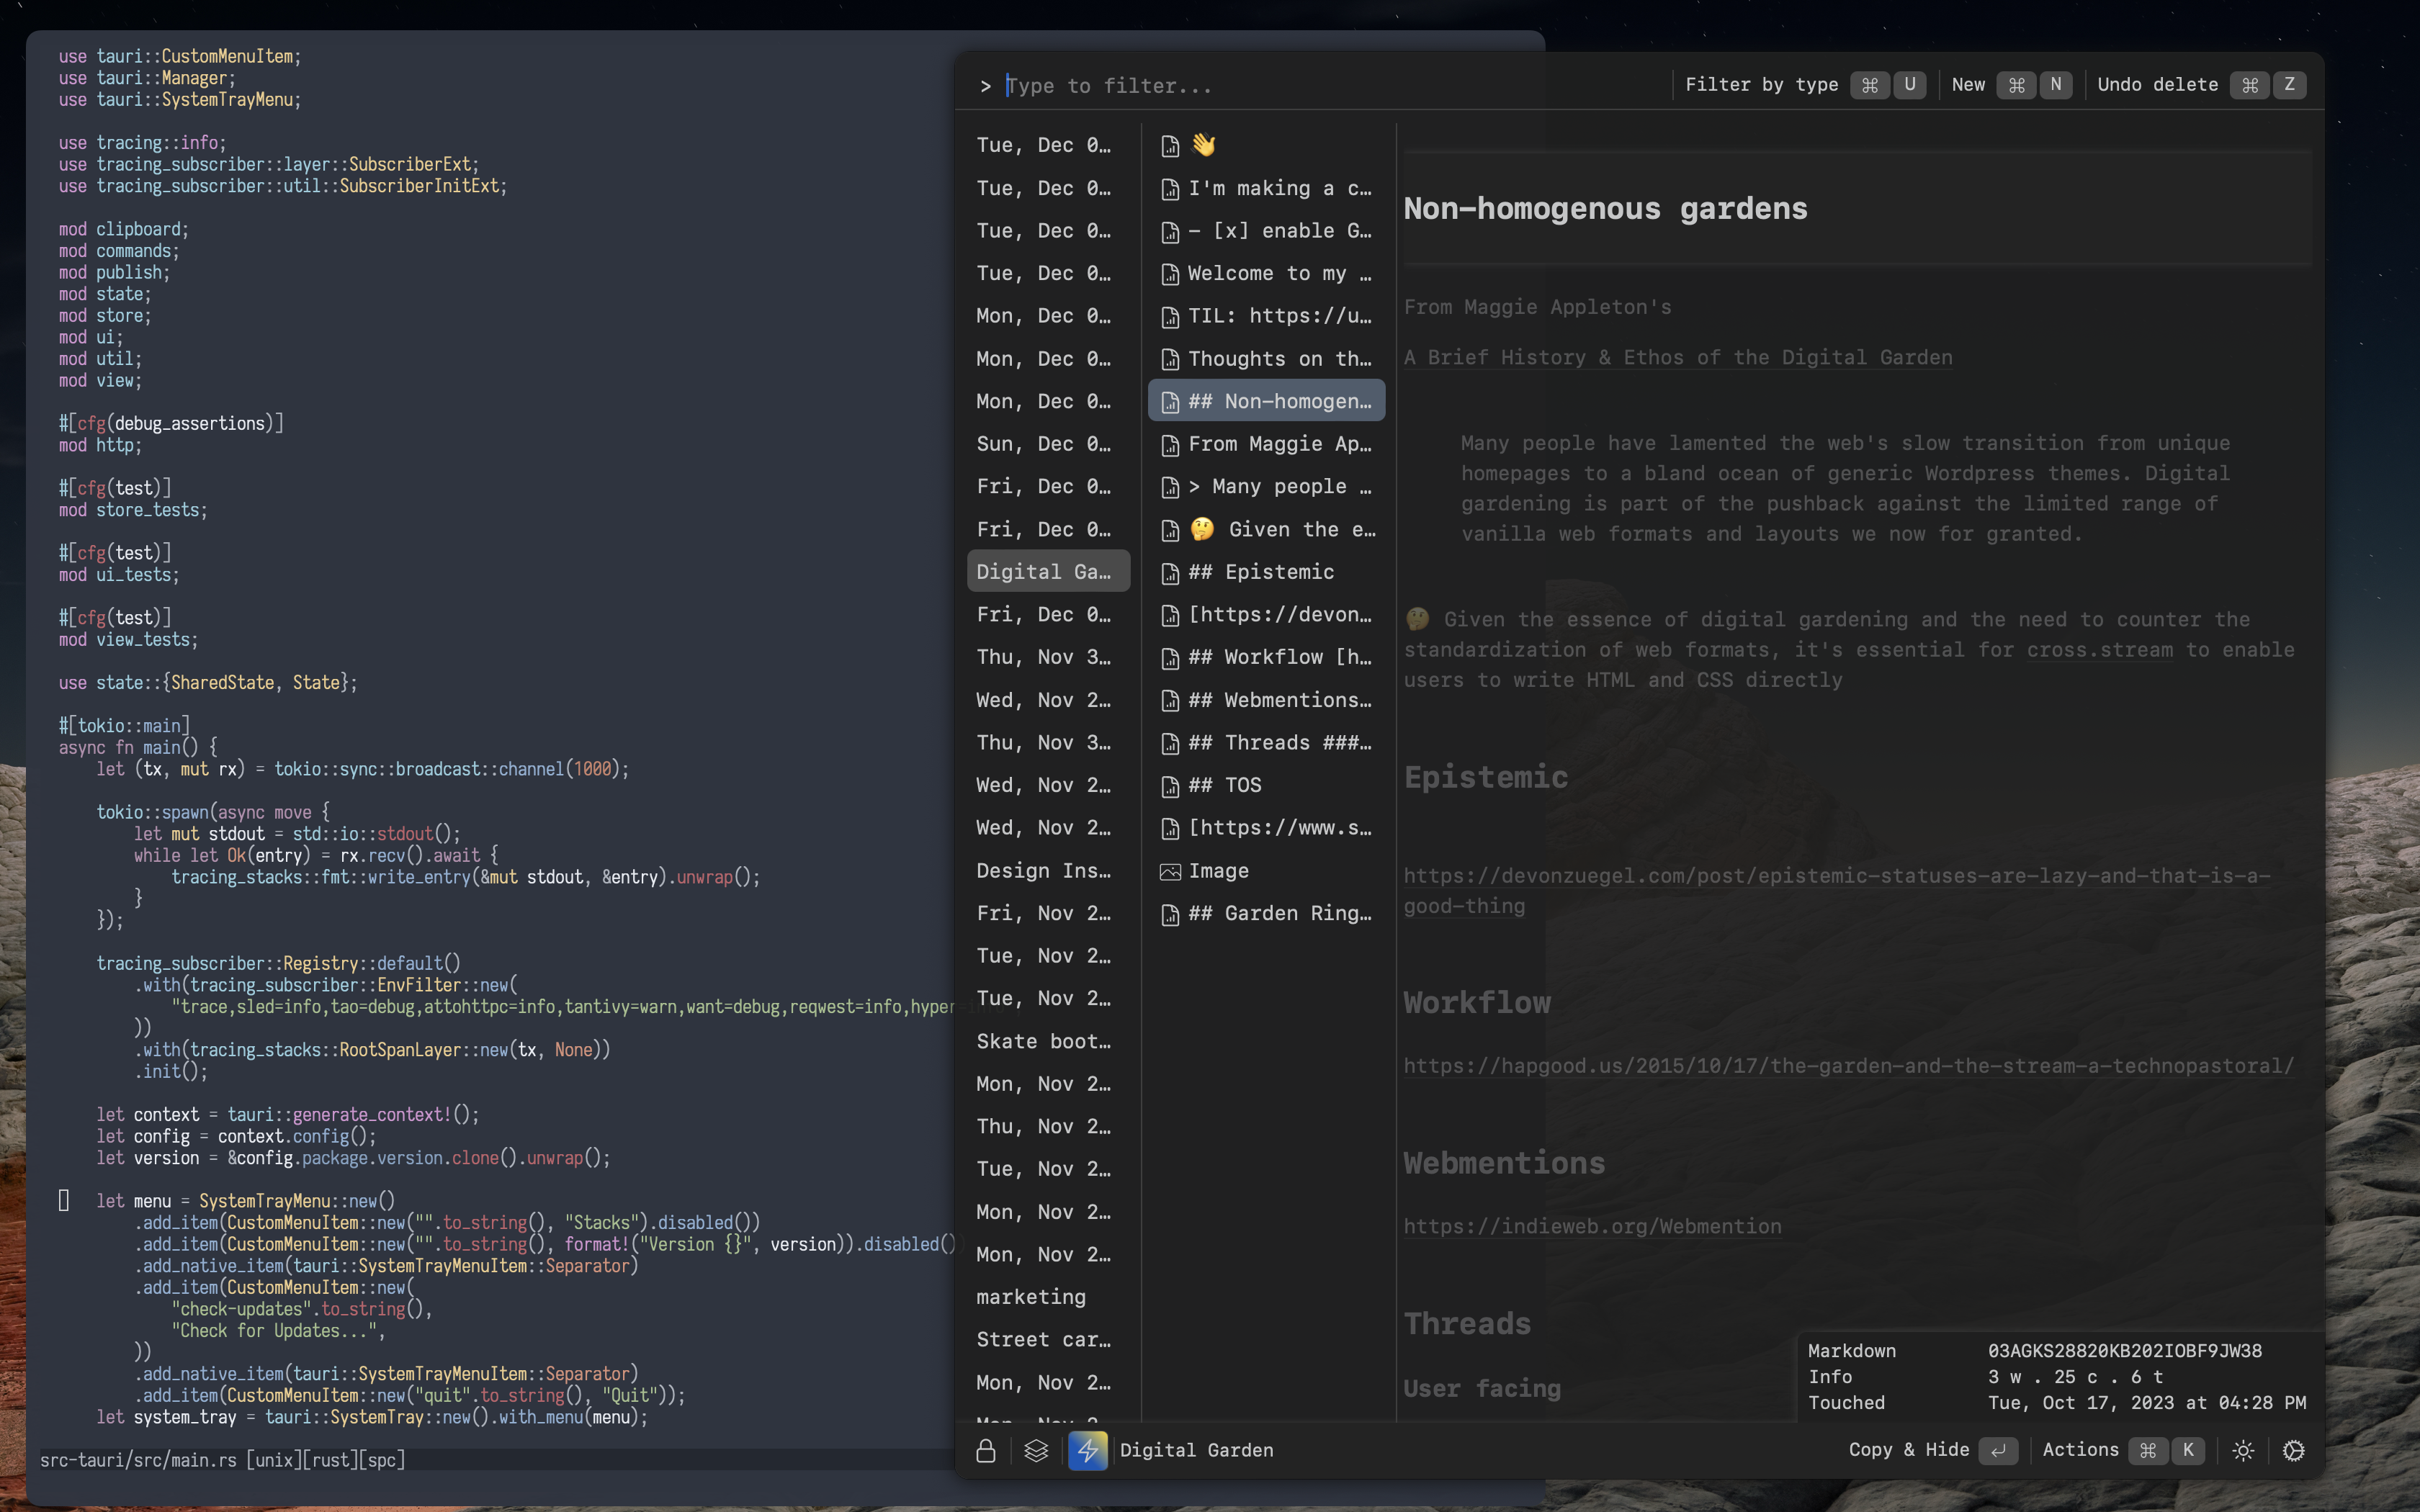 use tauri::CustomMenuItem;
use tauri::Manager;
use tauri::SystemTrayMenu;
use tracing::info;
use tracing_subscriber::layer::SubscriberExt;
use tracing_subscriber::util::SubscriberInitExt;
mod clipboard;
mod commands;
mod publish;
mod state;
mod store;
mod ui;
mod util;
mod view;
#[cfg(debug_assertions)]
mod http;
#[cfg(test)]
mod store_tests;
#[cfg(test)]
mod ui_tests;
#[cfg(test)]
mod view_tests;
use state::{SharedState, State};
#[tokio::main]
async fn main() {
let (tx, mut rx) = tokio::sync::broadcast::channel(1000);
tokio::spawn(async move {
let mut stdout = std::io::stdout();
while let Ok(entry) = rx.recv().await {
tracing_stacks::fmt::write_entry(&mut stdout, &entry).unwrap();
}
});
tracing_subscriber::Registry::default()
.with(tracing_subscriber::EnvFilter::new(
"trace,sled=info,tao=debug,attohttpc=info,tantivy=warn,want=debug,reqwest=info,hyper
))
.with(tracing_stacks::RootSpanLayer::new(tx, None))
.init();
let context = tauri::generate_context!();
let config = context.config();
let version = &config.package.version.clone().unwrap();
let menu = SystemTrayMenu::new()
.add_item(CustomMenuItem::new("".to_string(), "Stacks").disabled())
.add_item(CustomMenuItem::new("".to_string(), format!("Version {}", version)).disabled()
.add_native_item(tauri::SystemTrayMenuItem::Separator)
.add_item(CustomMenuItem::new(
"check-updates".to_string(),
"Check for Updates...",
))
.add_native_item(tauri::SystemTrayMenuItem::Separator)
.add_item(CustomMenuItem::new("quit".to_string(), "Quit"));
let system_tray = tauri::SystemTray::new().with_menu(menu);
src-tauri/src/main.rs [unix][rust][spc]
> Type to filter...
Filter by type ⌘ U
New ⌘ N
Undo delete ⌘ Z
Tue, Dec 0…
Tue, Dec 0…
Tue, Dec 0…
Tue, Dec 0…
Mon, Dec 0…
Mon, Dec 0…
Mon, Dec 0…
Sun, Dec 0…
Fri, Dec 0…
Fri, Dec 0…
Digital Ga…
Fri, Dec 0…
Thu, Nov 3…
Wed, Nov 2…
Thu, Nov 3…
Wed, Nov 2…
Wed, Nov 2…
Design Ins…
Fri, Nov 2…
Tue, Nov 2…
Tue, Nov 2…
Skate boot…
Mon, Nov 2…
Thu, Nov 2…
Tue, Nov 2…
Mon, Nov 2…
Mon, Nov 2…
marketing
Street car…
Mon, Nov 2…
Mon, Nov 2…
👋
I'm making a c…
– [x] enable G…
Welcome to my …
TIL: https://u…
Thoughts on th…
## Non-homogen…
From Maggie Ap…
> Many people …
🤔 Given the e…
## Epistemic
[https://devon…
## Workflow [h…
## Webmentions…
## Threads ###…
## TOS
[https://www.s…
Image
## Garden Ring…
Non-homogenous gardens
From Maggie Appleton's
A Brief History & Ethos of the Digital Garden
Many people have lamented the web's slow transition from unique
homepages to a bland ocean of generic Wordpress themes. Digital
gardening is part of the pushback against the limited range of
vanilla web formats and layouts we now for granted.
🤔 Given the essence of digital gardening and the need to counter the
standardization of web formats, it's essential for cross.stream to enable
users to write HTML and CSS directly
Epistemic
https://devonzuegel.com/post/epistemic-statuses-are-lazy-and-that-is-a-
good-thing
Workflow
https://hapgood.us/2015/10/17/the-garden-and-the-stream-a-technopastoral/
Webmentions
https://indieweb.org/Webmention
Threads
User facing
Markdown 03AGKS28820KB202IOBF9JW38
Info 3 w . 25 c . 6 t
Touched Tue, Oct 17, 2023 at 04:28 PM
Digital Garden
Copy & Hide ↵
Actions ⌘ K